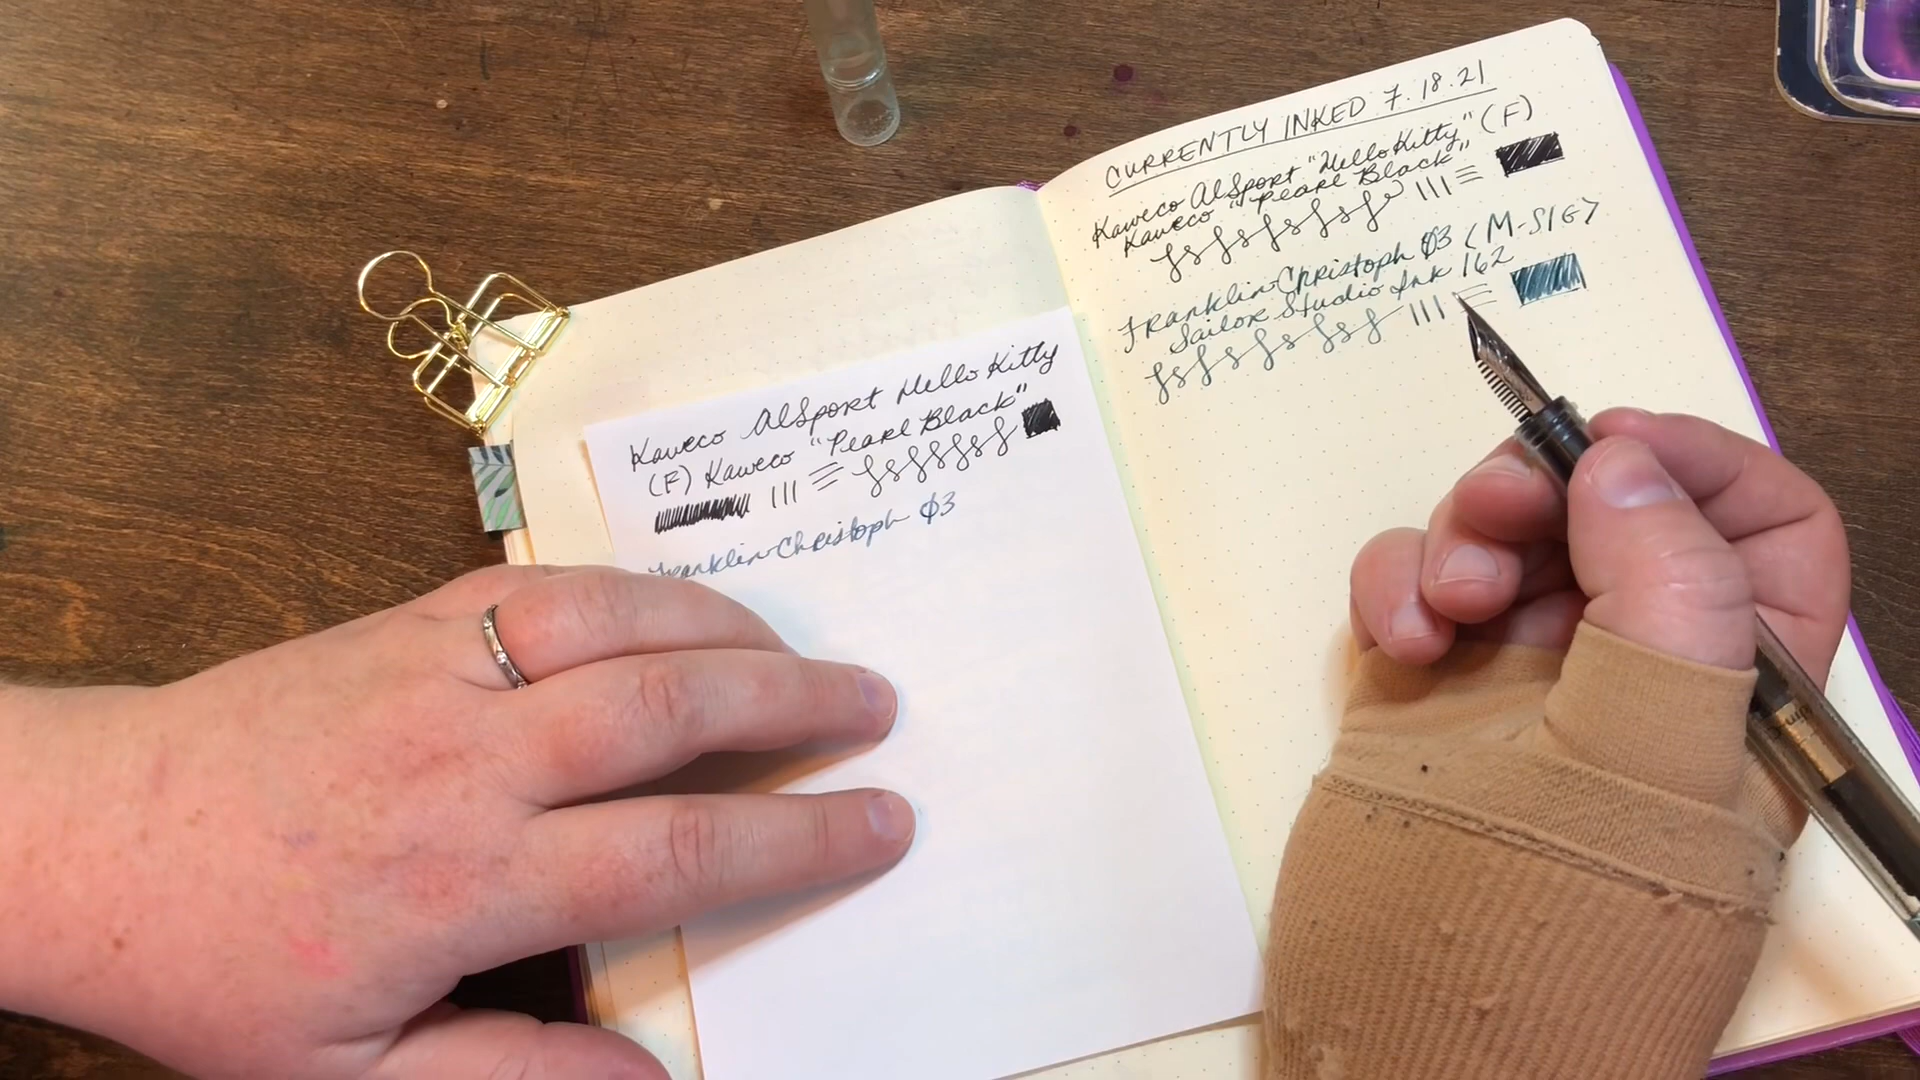 Kaweco AlSport Hello Kitty
(F) Kaweco "Pearl Black"
Franklin-Christoph 03
CURRENTLY INKED 7.18.21
Kaweco AlSport "Hello Kitty" (F)
Kaweco "Pearl Black"
Franklin-Christoph 03 (M-SIG)
Sailor Studio Ink 162